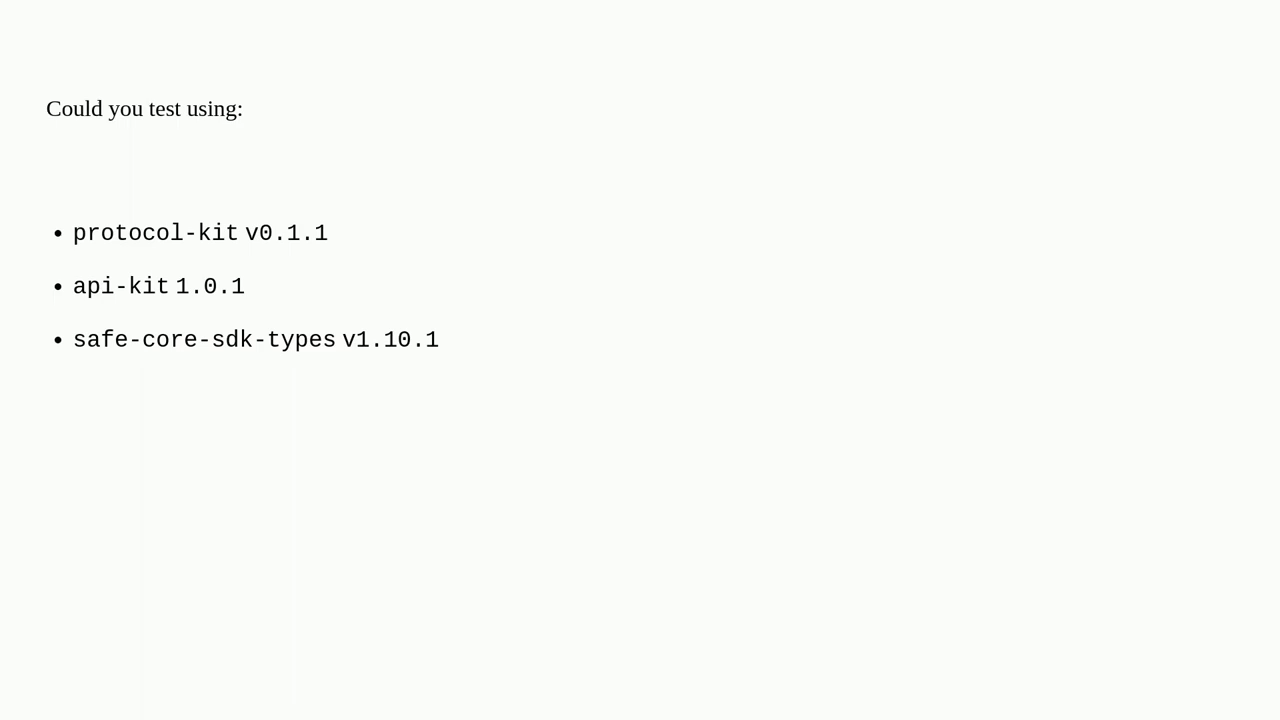 Could you test using:
• protocol-kit v0.1.1
• api-kit 1.0.1
• safe-core-sdk-types v1.10.1